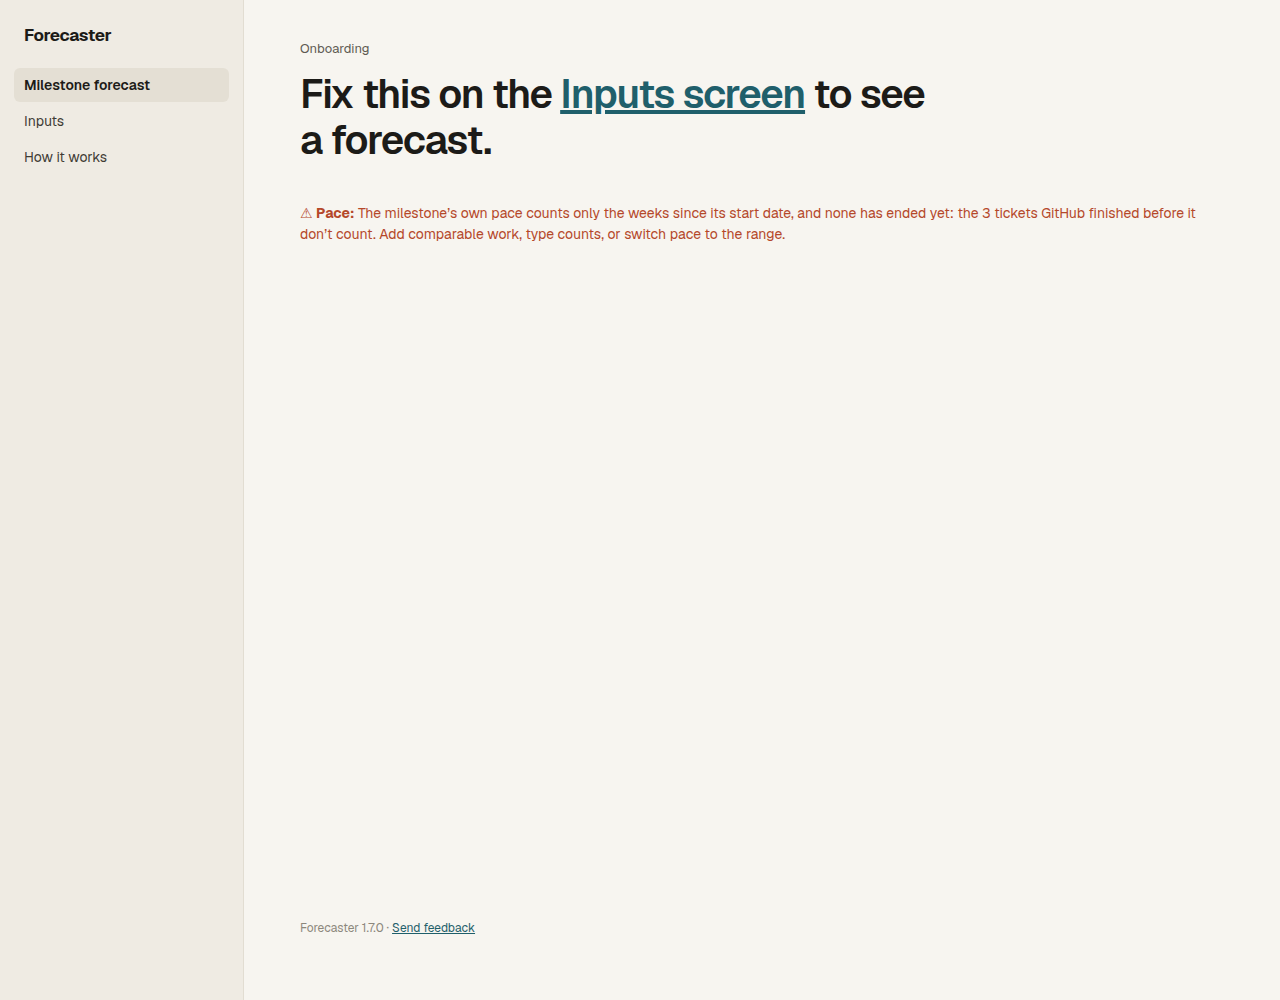 Forecaster
Milestone forecast
Inputs
How it works
Onboarding
Fix this on the Inputs screen to see
a forecast.
⚠ Pace: The milestone’s own pace counts only the weeks since its start date, and none has ended yet: the 3 tickets GitHub finished before it
don’t count. Add comparable work, type counts, or switch pace to the range.
Forecaster 1.7.0 · Send feedback